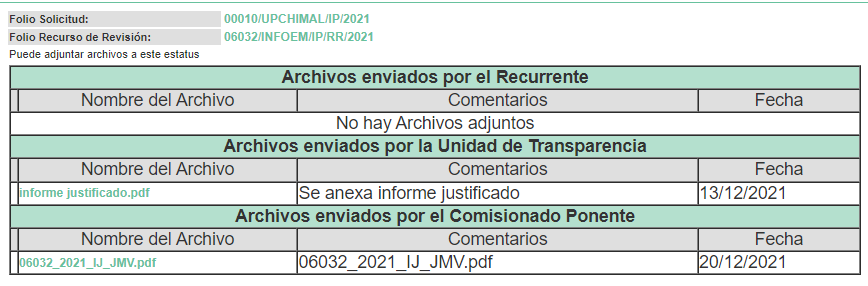 Folio Solicitud: 00010/UPCHIMAL/IP/2021
Folio Recurso de Revisión: 06032/INFOEM/IP/RR/2021
Puede adjuntar archivos a este estatus
Archivos enviados por el Recurrente
Nombre del Archivo Comentarios Fecha
No hay Archivos adjuntos
Archivos enviados por la Unidad de Transparencia
Nombre del Archivo Comentarios Fecha
informe justificado.pdf Se anexa informe justificado 13/12/2021
Archivos enviados por el Comisionado Ponente
Nombre del Archivo Comentarios Fecha
06032_2021_IJ_JMV.pdf 06032_2021_IJ_JMV.pdf 20/12/2021